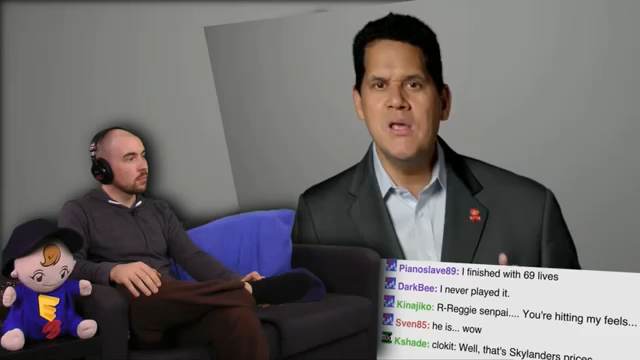 E3
Pianoslave89: I finished with 69 lives
DarkBee: I never played it.
Kinajiko: R-Reggie senpai.... You're hitting my feels...
Sven85: he is... wow
Kshade: clokit: Well, that's Skylanders prices